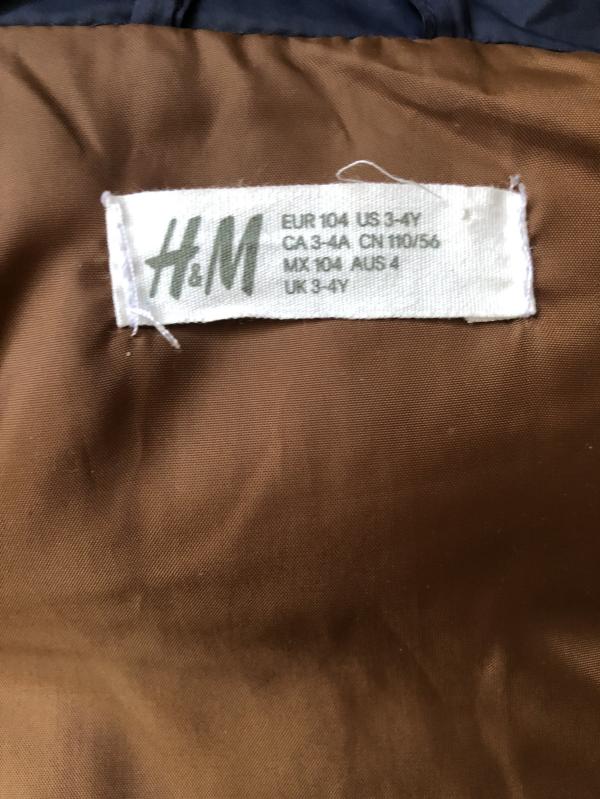 H&M
EUR 104 US 3-4Y
CA 3-4A CN 110/56
MX 104 AUS 4
UK 3-4Y